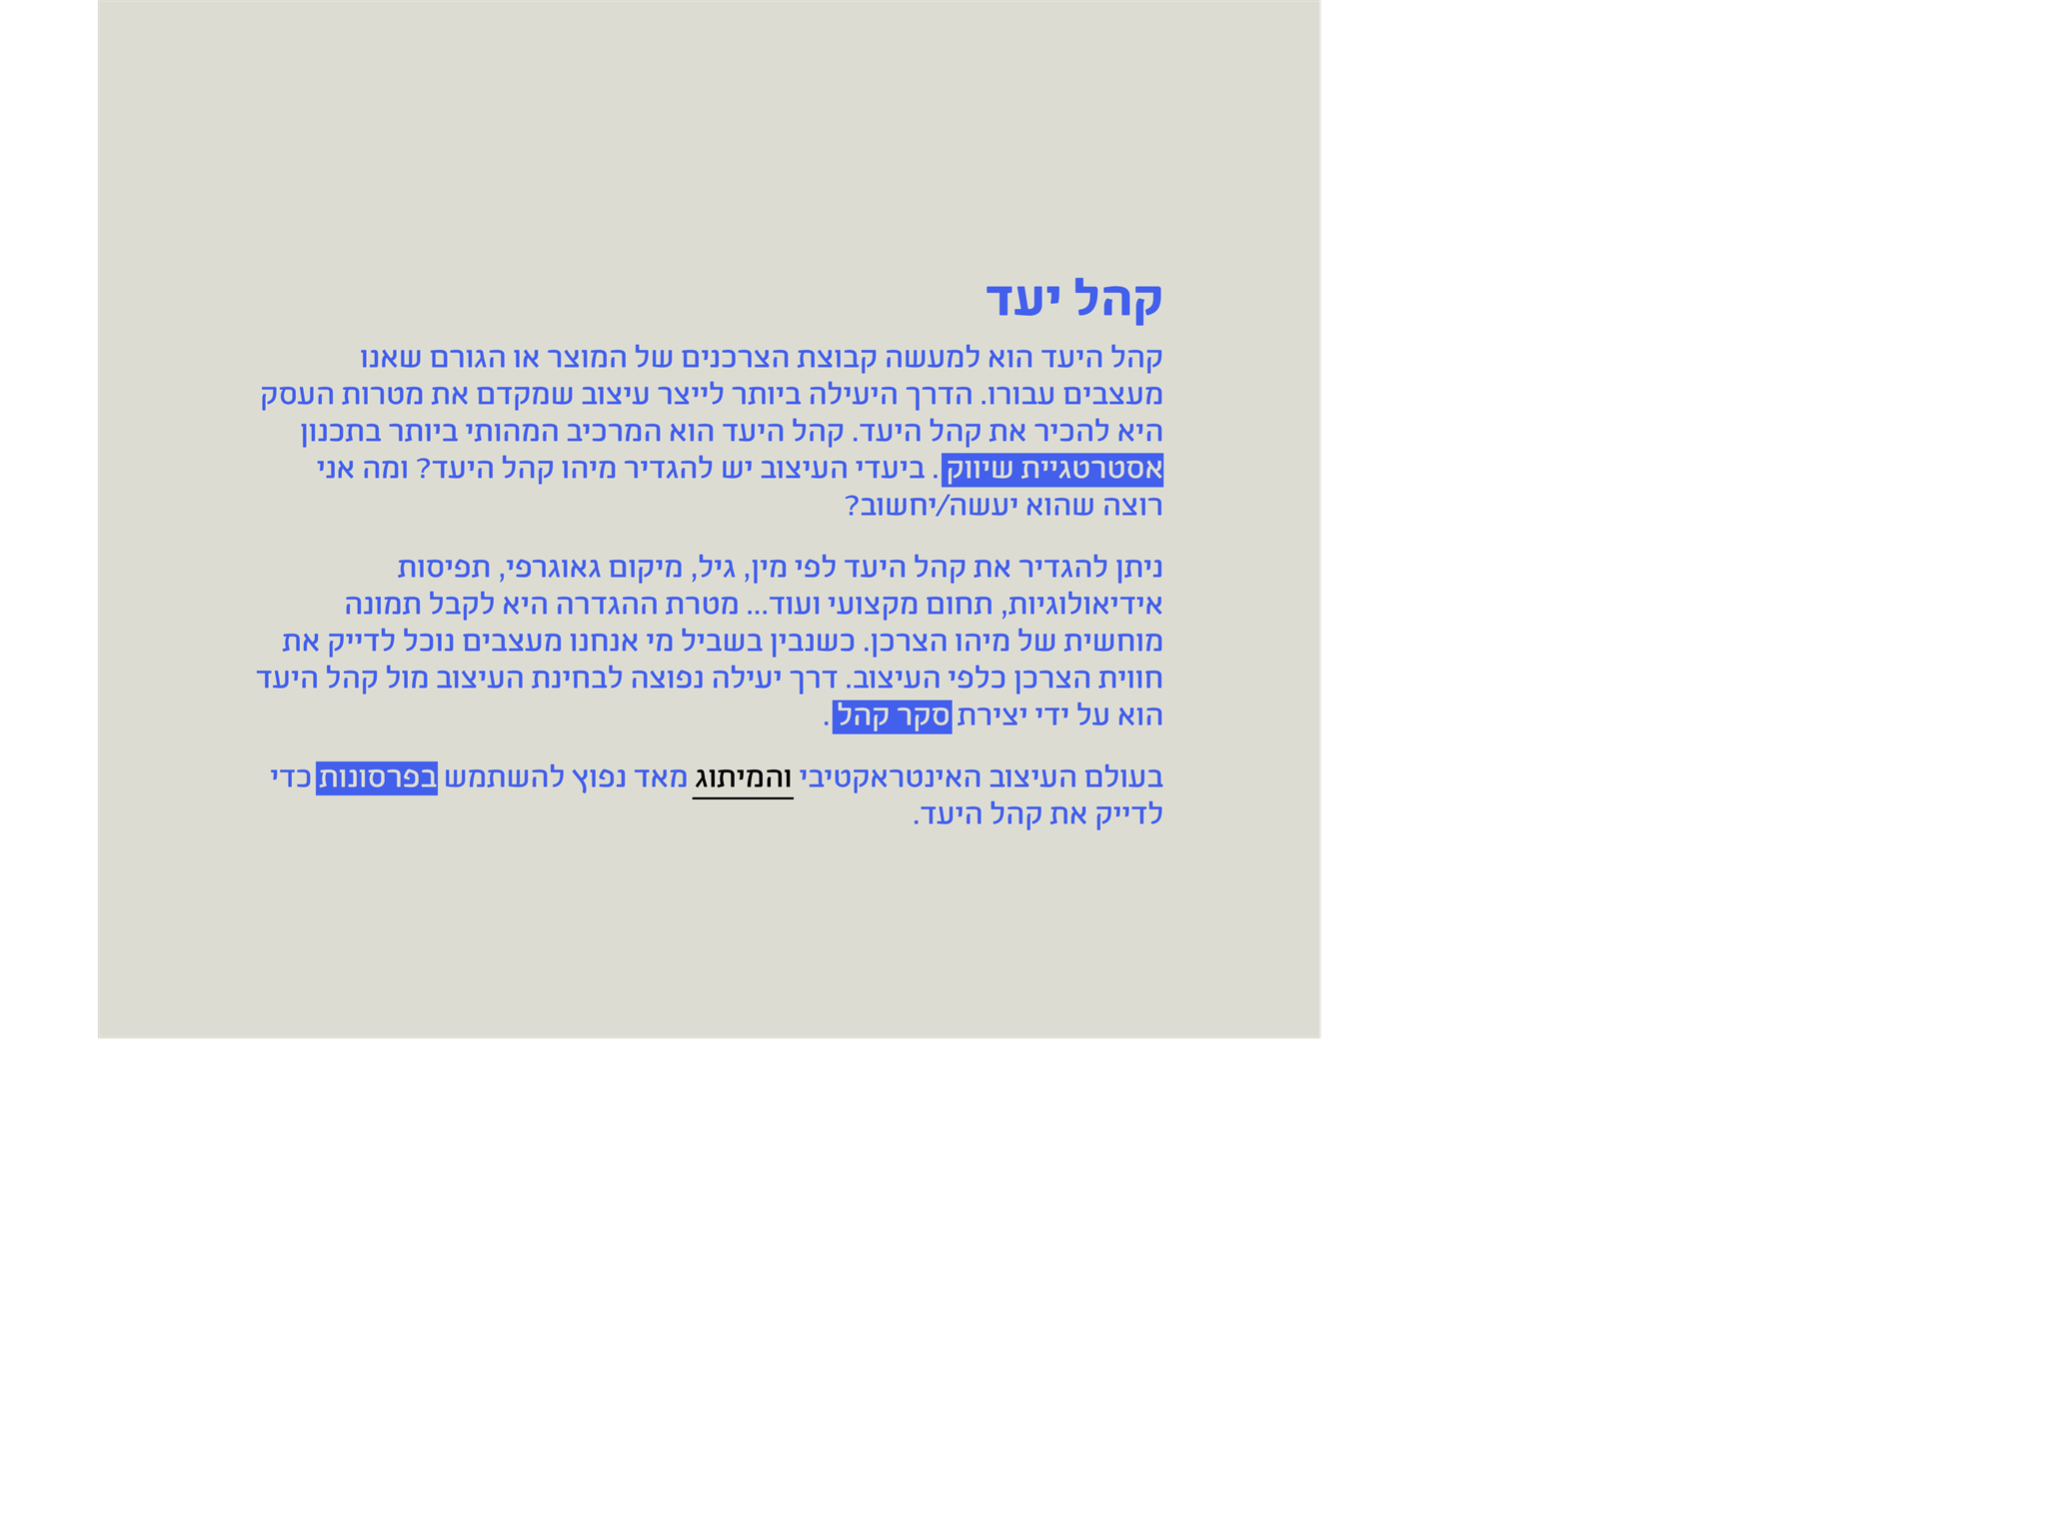 קהל יעד
קהל היעד הוא למעשה קבוצת הצרכנים של המוצר או הגורם שאנו
מעצבים עבורו. הדרך היעילה ביותר לייצר עיצוב שמקדם את מטרות העסק
היא להכיר את קהל היעד. קהל היעד הוא המרכיב המהותי ביותר בתכנון
אסטרטגיית שיווק. ביעדי העיצוב יש להגדיר מיהו קהל היעד? ומה אני
רוצה שהוא יעשה/יחשוב?
ניתן להגדיר את קהל היעד לפי מין, גיל, מיקום גאוגרפי, תפיסות
אידיאולוגיות, תחום מקצועי ועוד... מטרת ההגדרה היא לקבל תמונה
מוחשית של מיהו הצרכן. כשנבין בשביל מי אנחנו מעצבים נוכל לדייק את
חווית הצרכן כלפי העיצוב. דרך יעילה נפוצה לבחינת העיצוב מול קהל היעד
הוא על ידי יצירת סקר קהל.
בעולם העיצוב האינטראקטיבי והמיתוג מאד נפוץ להשתמש בפרסונות כדי
לדייק את קהל היעד.